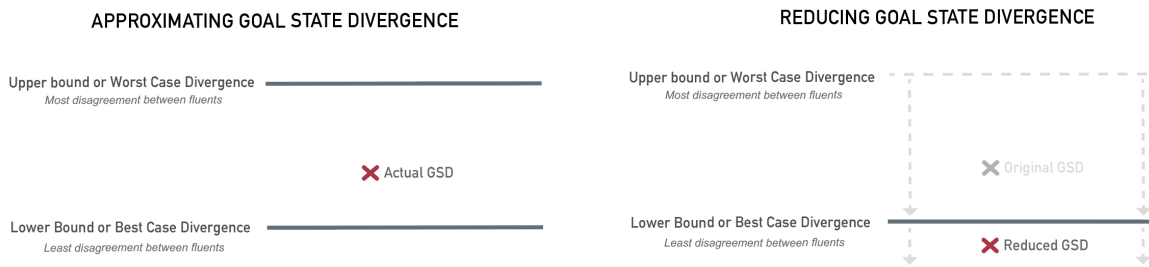 APPROXIMATING GOAL STATE DIVERGENCE
Upper bound or Worst Case Divergence
Most disagreement between fluents
Actual GSD
Lower Bound or Best Case Divergence
Least disagreement between fluents
REDUCING GOAL STATE DIVERGENCE
Upper bound or Worst Case Divergence
Most disagreement between fluents
Original GSD
Lower Bound or Best Case Divergence
Least disagreement between fluents
Reduced GSD